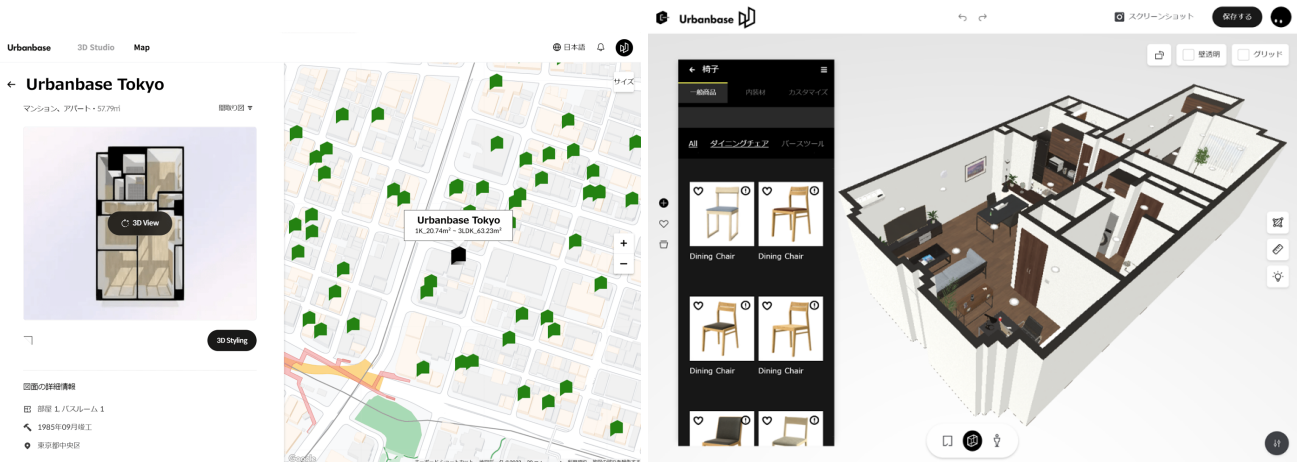 Urbanbase
3D Studio
Map
日本語
Urbanbase Tokyo
マンション、アパート・57.79㎡
間取り図 ▼
3D View
3D Styling
図面の詳細情報
部屋 1, バスルーム 1
1985年09月竣工
東京都中央区
サイズ
Urbanbase Tokyo
1K_20.74m² ~ 3LDK_63.23m²
+
−
Google
Urbanbase
スクリーンショット
保存する
壁透明
グリッド
椅子
一般商品
内装材
カスタマイズ
All
ダイニングチェア
バースツール
Dining Chair
Dining Chair
Dining Chair
Dining Chair